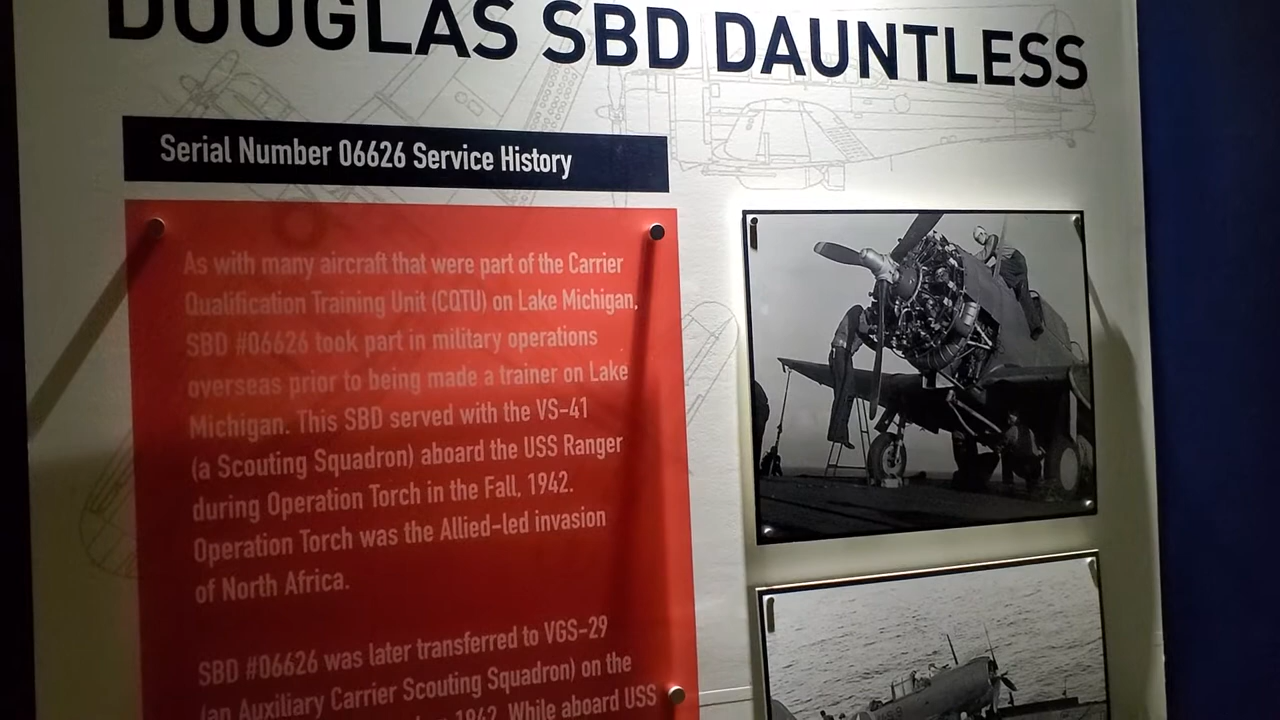 DOUGLAS SBD DAUNTLESS
Serial Number 06626 Service History
As with many aircraft that were part of the Carrier
Qualification Training Unit (CQTU) on Lake Michigan,
SBD #06626 took part in military operations
overseas prior to being made a trainer on Lake
Michigan. This SBD served with the VS-41
(a Scouting Squadron) aboard the USS Ranger
during Operation Torch in the Fall, 1942.
Operation Torch was the Allied-led invasion
of North Africa.
SBD #06626 was later transferred to VGS-29
(an Auxiliary Carrier Scouting Squadron) on the
1942. While aboard USS